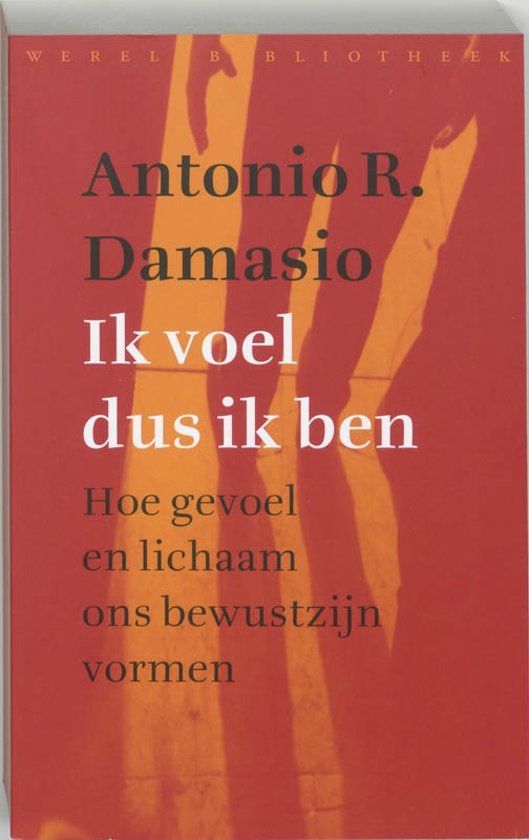 WEREL B BLIOTHEEK
Antonio R.
Damasio
Ik voel
dus ik ben
Hoe gevoel
en lichaam
ons bewustzijn
vormen